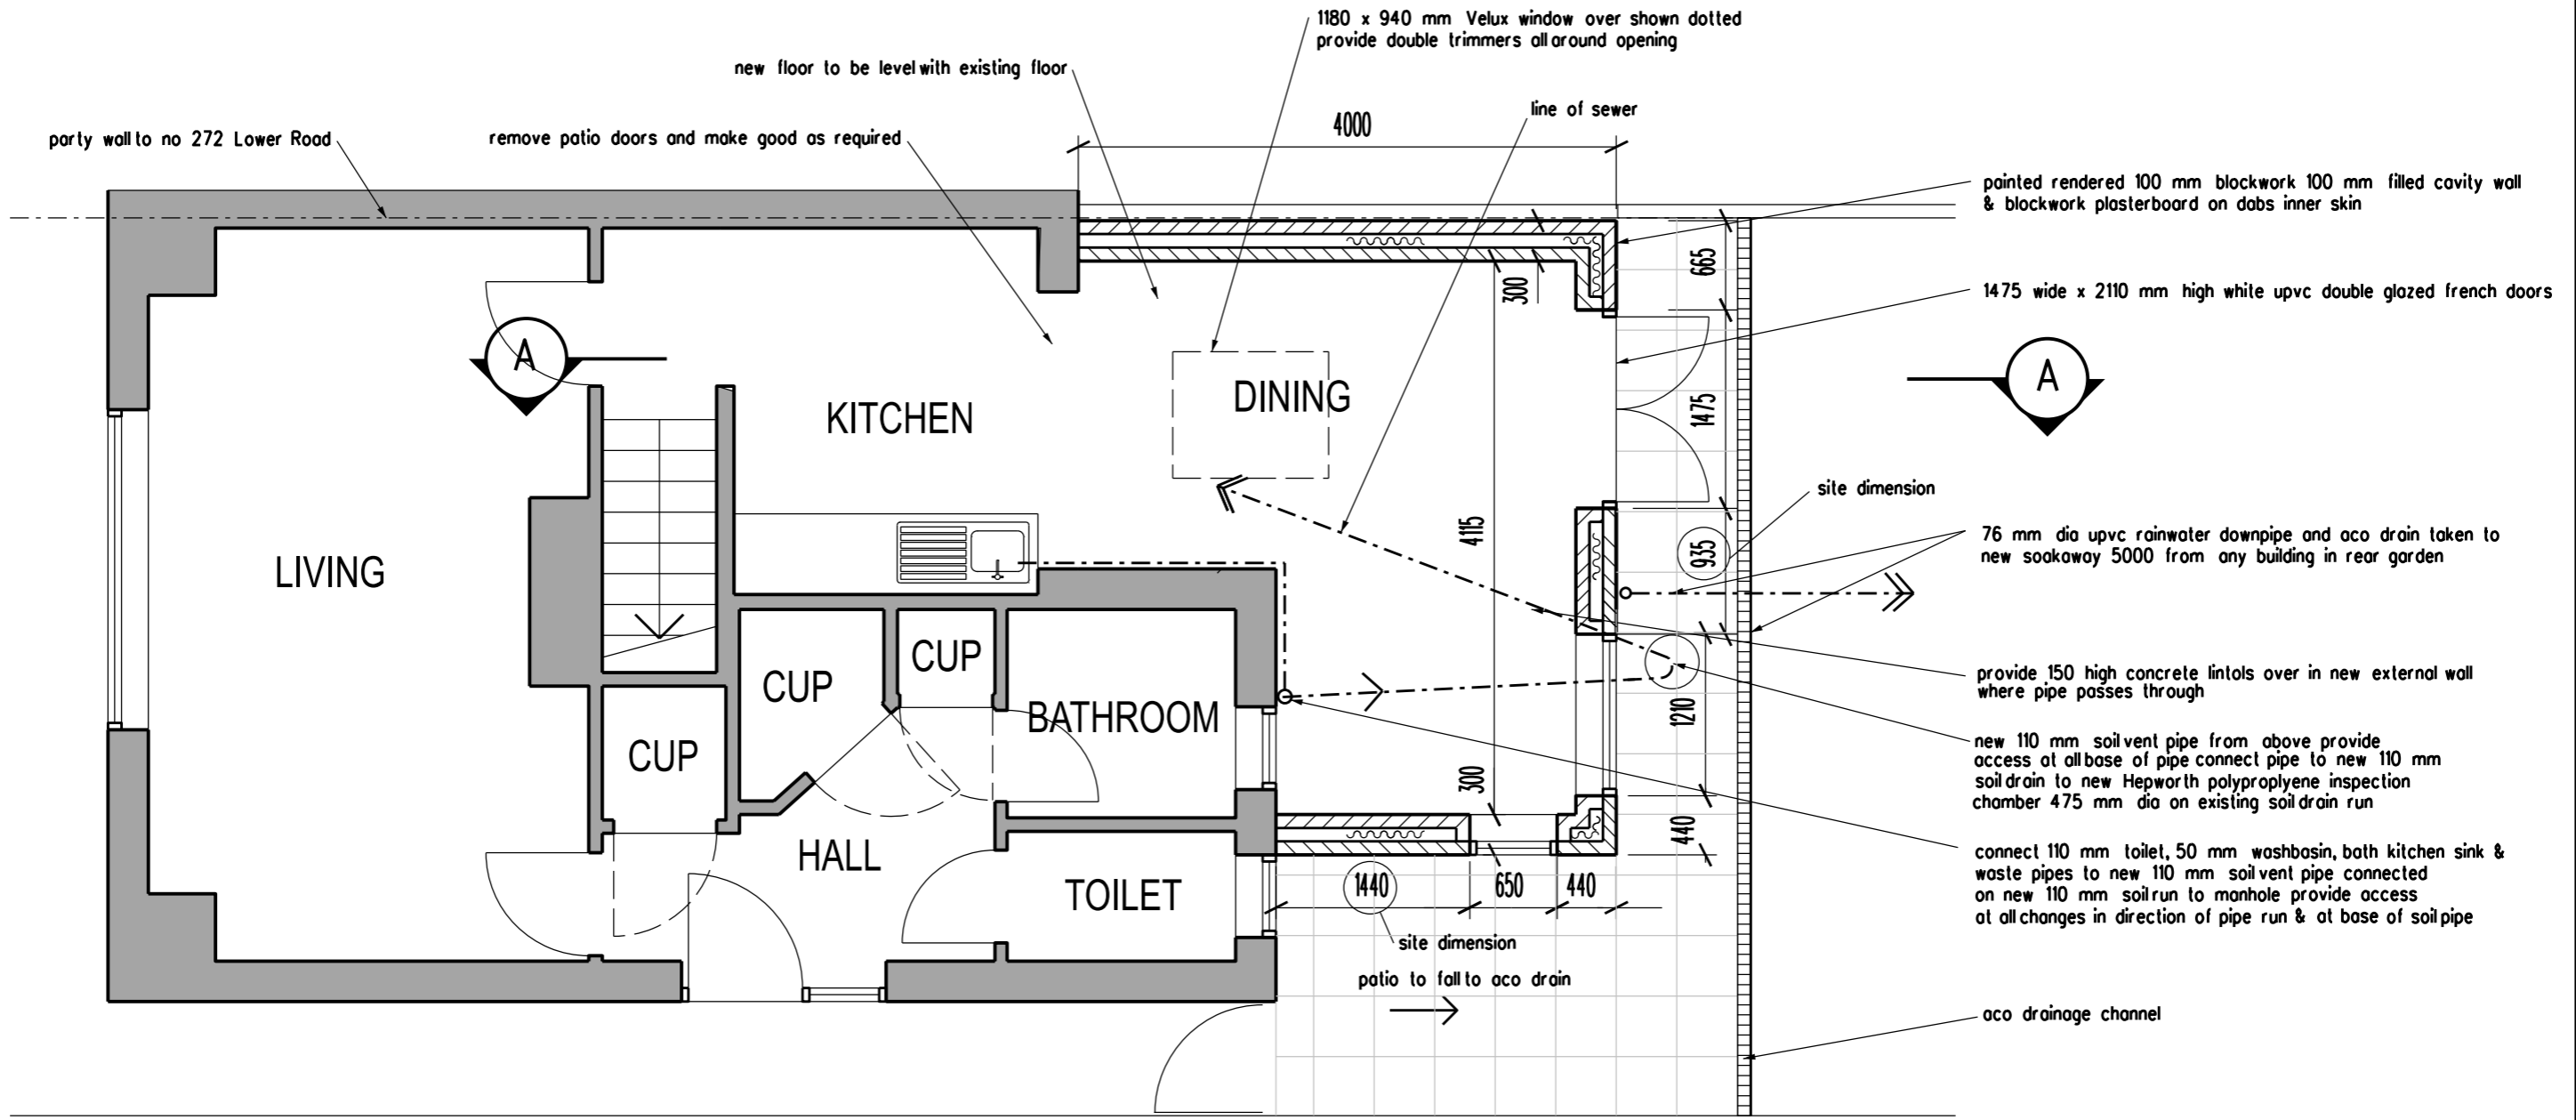 1180 x 940 mm Velux window over shown dotted
provide double trimmers all around opening
new floor to be level with existing floor
line of sewer
4000
party wall to no 272 Lower Road
remove patio doors and make good as required
painted rendered 100 mm blockwork 100 mm filled cavity wall
& blockwork plasterboard on dabs inner skin
665
300
1475 wide x 2110 mm high white upvc double glazed french doors
A
A
KITCHEN
DINING
1475
site dimension
4115
935
76 mm dia upvc rainwater downpipe and aco drain taken to
new soakaway 5000 from any building in rear garden
LIVING
CUP
CUP
CUP
BATHROOM
provide 150 high concrete lintols over in new external wall
where pipe passes through
1210
new 110 mm soil vent pipe from above provide
access at all base of pipe connect pipe to new 110 mm
soil drain to new Hepworth polyproplyene inspection
chamber 475 mm dia on existing soil drain run
300
440
HALL
TOILET
1440
650
440
connect 110 mm toilet, 50 mm washbasin, bath kitchen sink &
waste pipes to new 110 mm soil vent pipe connected
on new 110 mm soil run to manhole provide access
at all changes in direction of pipe run & at base of soil pipe
site dimension
patio to fall to aco drain
aco drainage channel